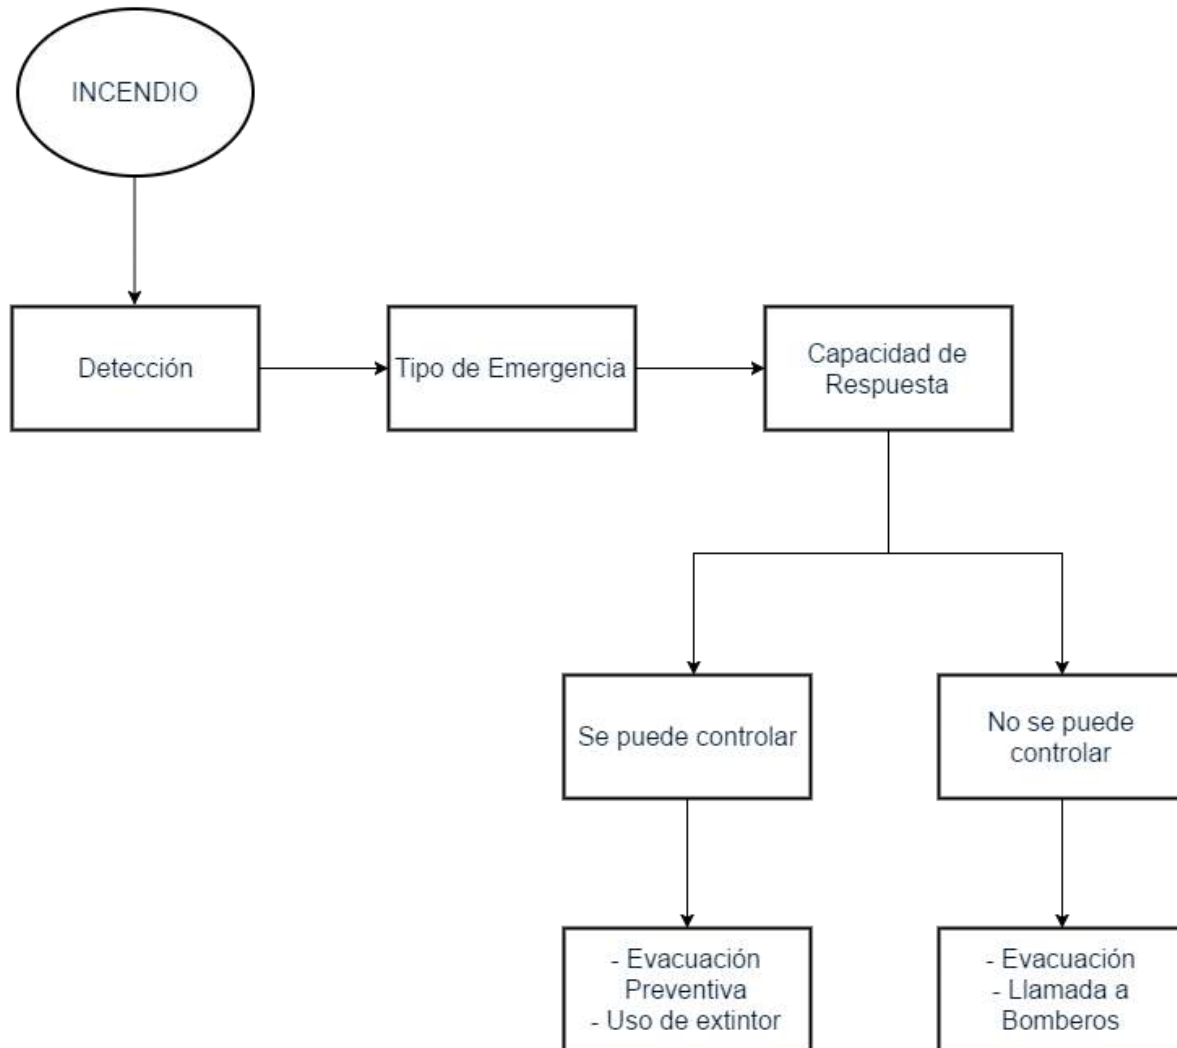 INCENDIO
Detección
Tipo de Emergencia
Capacidad de
Respuesta
Se puede controlar
No se puede
controlar
- Evacuación
Preventiva
- Uso de extintor
- Evacuación
- Llamada a
Bomberos